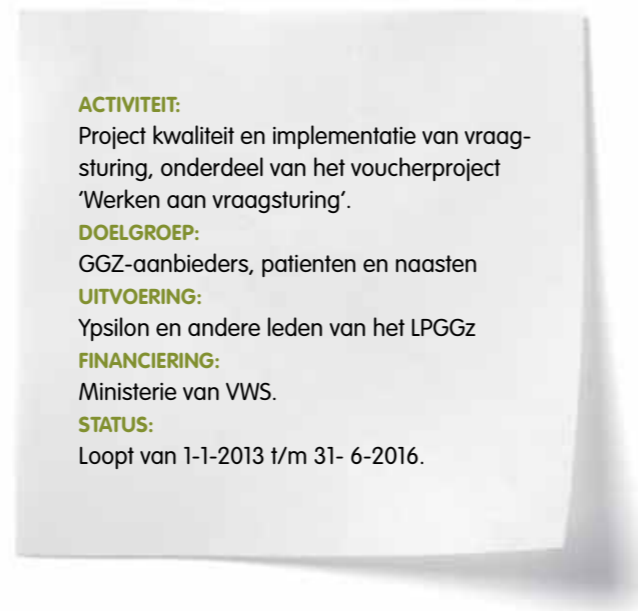 ACTIVITEIT:
Project kwaliteit en implementatie van vraag-
sturing, onderdeel van het voucherproject
'Werken aan vraagsturing'.
DOELGROEP:
GGZ-aanbieders, patienten en naasten
UITVOERING:
Ypsilon en andere leden van het LPGGz
FINANCIERING:
Ministerie van VWS.
STATUS:
Loopt van 1-1-2013 t/m 31- 6-2016.